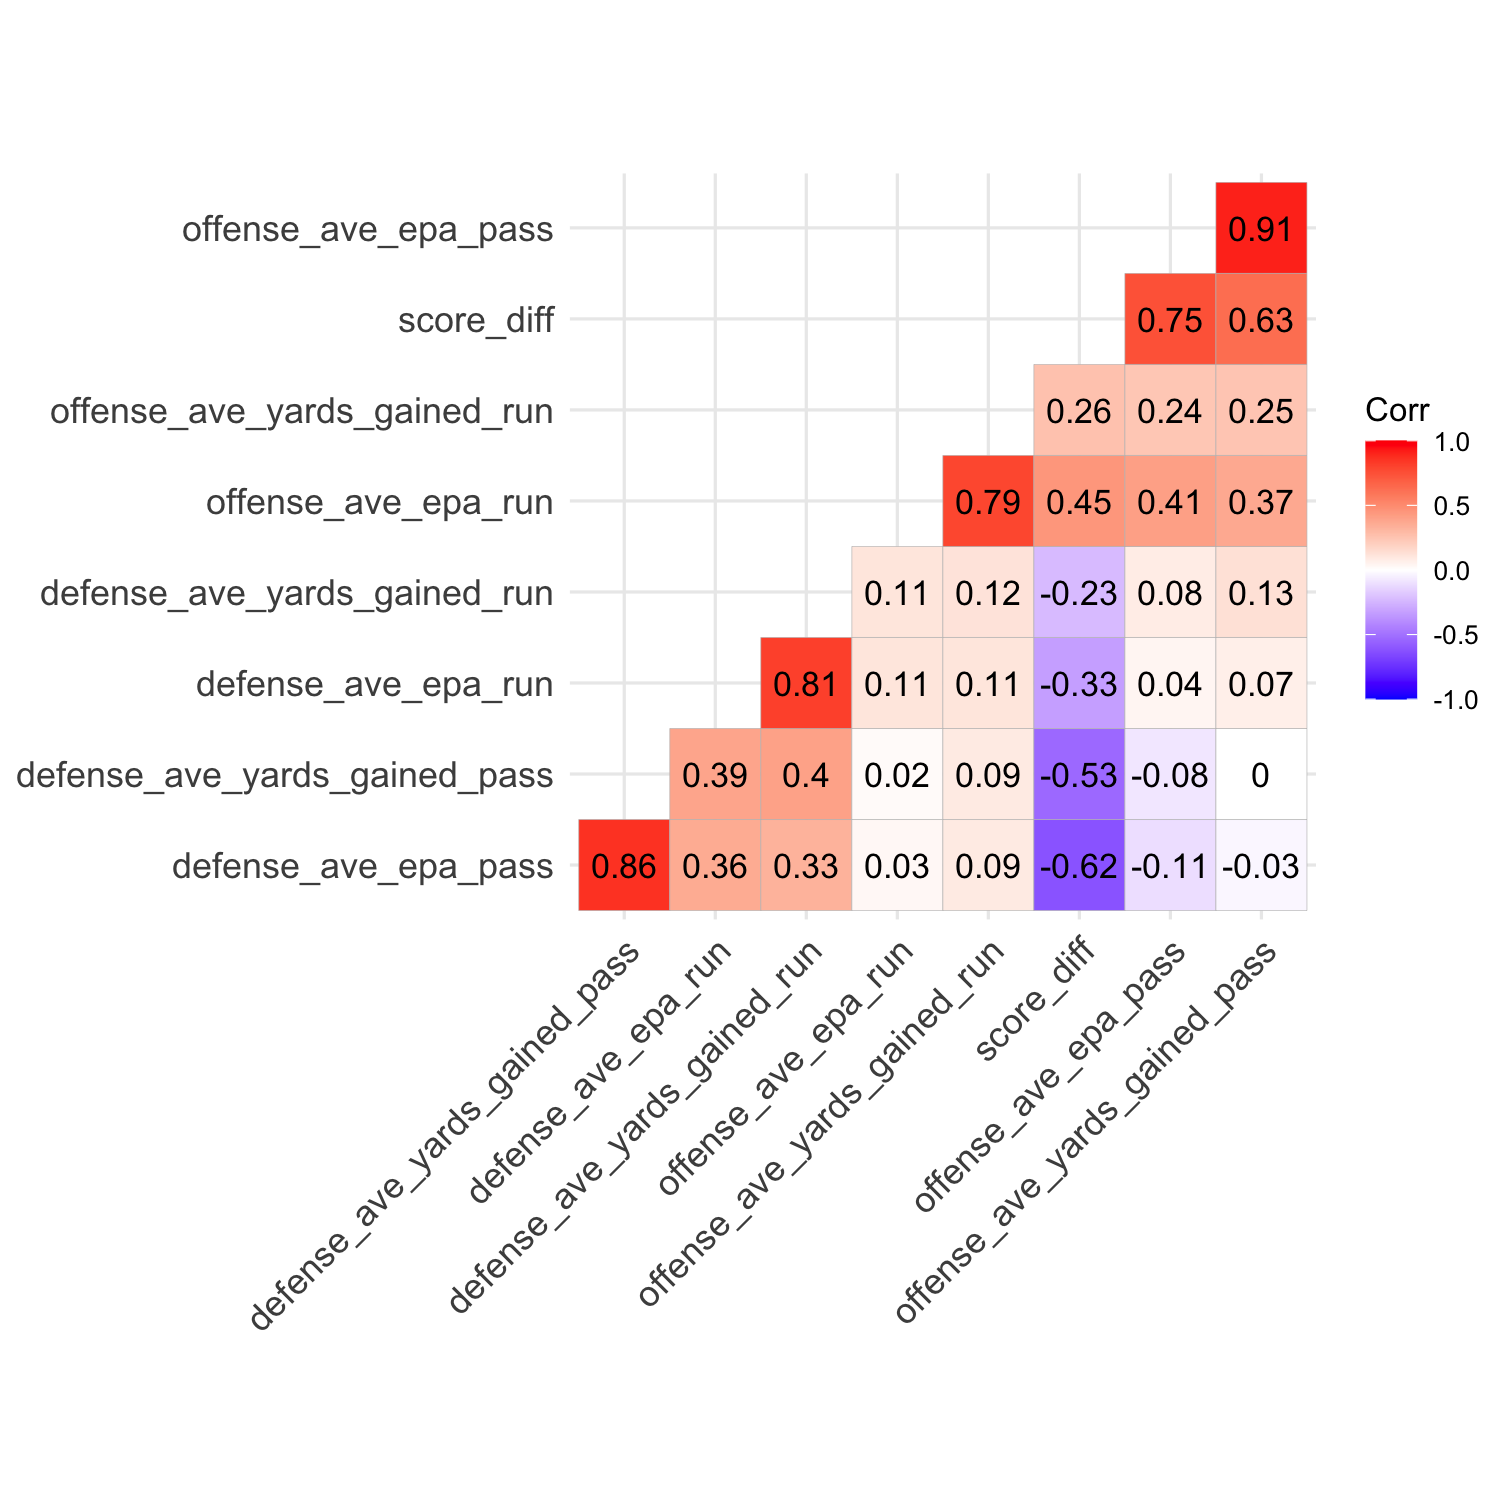 offense_ave_epa_pass 0.91
score_diff 0.75 0.63
offense_ave_yards_gained_run 0.26 0.24 0.25
offense_ave_epa_run 0.79 0.45 0.41 0.37
defense_ave_yards_gained_run 0.11 0.12 -0.23 0.08 0.13
defense_ave_epa_run 0.81 0.11 0.11 -0.33 0.04 0.07
defense_ave_yards_gained_pass 0.39 0.4 0.02 0.09 -0.53 -0.08 0
defense_ave_epa_pass 0.86 0.36 0.33 0.03 0.09 -0.62 -0.11 -0.03
defense_ave_yards_gained_pass
defense_ave_epa_run
defense_ave_yards_gained_run
offense_ave_epa_run
offense_ave_yards_gained_run
score_diff
offense_ave_epa_pass
offense_ave_yards_gained_pass
Corr
1.0
0.5
0.0
-0.5
-1.0